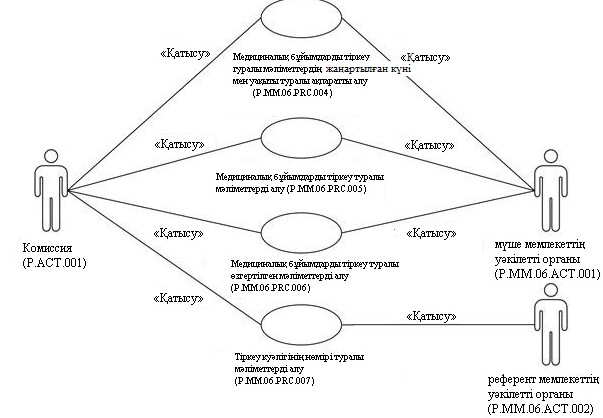 «Қатысу»
«Қатысу»
Медициналық бұйымдарды тіркеу
туралы мәліметтердің жаңартылған күні
мен уақыты туралы ақпаратты алу
(P.MM.06.PRC.004)
«Қатысу»
«Қатысу»
Медициналық бұйымдарды тіркеу туралы
мәліметтерді алу (P.MM.06.PRC.005)
«Қатысу»
«Қатысу»
Комиссия
(P.ACT.001)
мүше мемлекеттің
уәкілетті органы
(P.MM.06.ACT.001)
Медициналық бұйымдарды тіркеу туралы
өзгертілген мәліметтерді алу
(P.MM.06.PRC.006)
«Қатысу»
«Қатысу»
Тіркеу куәлігінің нөмірі туралы
мәліметтерді алу
(P.MM.06.PRC.007)
референт мемлекеттің
уәкілетті органы
(P.MM.06.ACT.002)